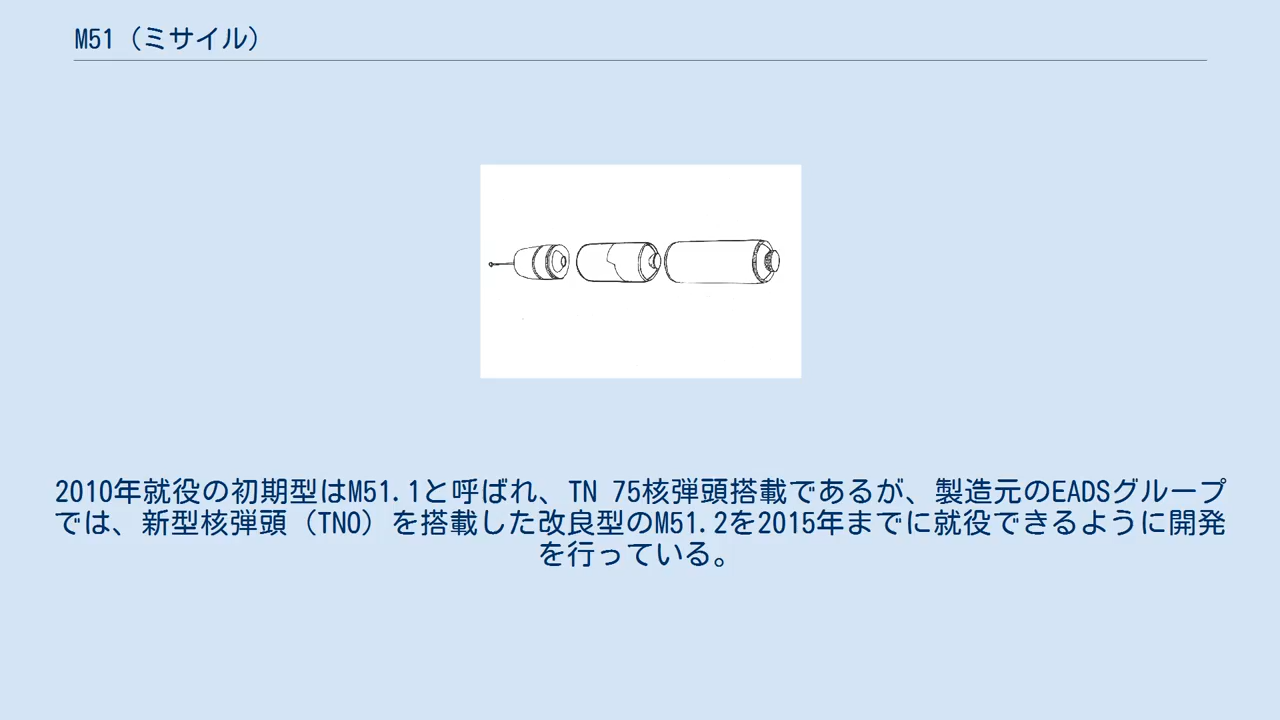 M51（ミサイル）
2010年就役の初期型はM51.1と呼ばれ、TN 75核弾頭搭載であるが、製造元のEADSグループ
では、新型核弾頭（TNO）を搭載した改良型のM51.2を2015年までに就役できるように開発
を行っている。